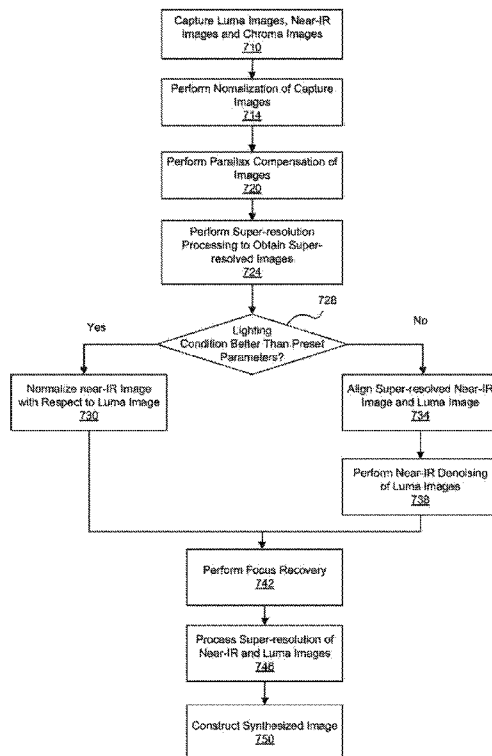 Capture Luma Images, Near-IR
Images and Chroma Images
710
Perform Normalization of Capture
Images
714
Perform Parallax Compensation of
Images
720
Perform Super-resolution
Processing to Obtain Super-
resolved Images
724
728
Yes
Lighting
Condition Better Than Preset
Parameters?
No
Normalize near-IR Image
with Respect to Luma Image
730
Align Super-resolved Near-IR
Image and Luma Image
734
Perform Near-IR Denoising
of Luma Images
738
Perform Focus Recovery
742
Process Super-resolution of
Near-IR and Luma Images
746
Construct Synthesized Image
750